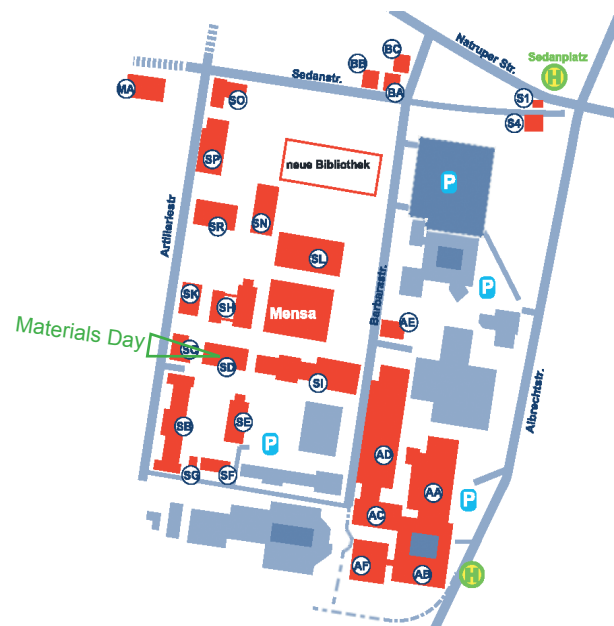 BC
Natruper Str.
BB
Sedanplatz
H
Sedanstr.
MA
SO
BA
S1
S4
SP
neue Bibliothek
P
Artilleriestr
SR
SN
SL
Barbarastr.
P
SK
SH
Mensa
AE
Materials Day
SD
SI
Albrechtstr.
SB
SE
P
AD
SG
SF
AA
P
AC
AF
AB
H